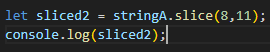 let sliced2 = stringA.slice(8,11);
console.log(sliced2);